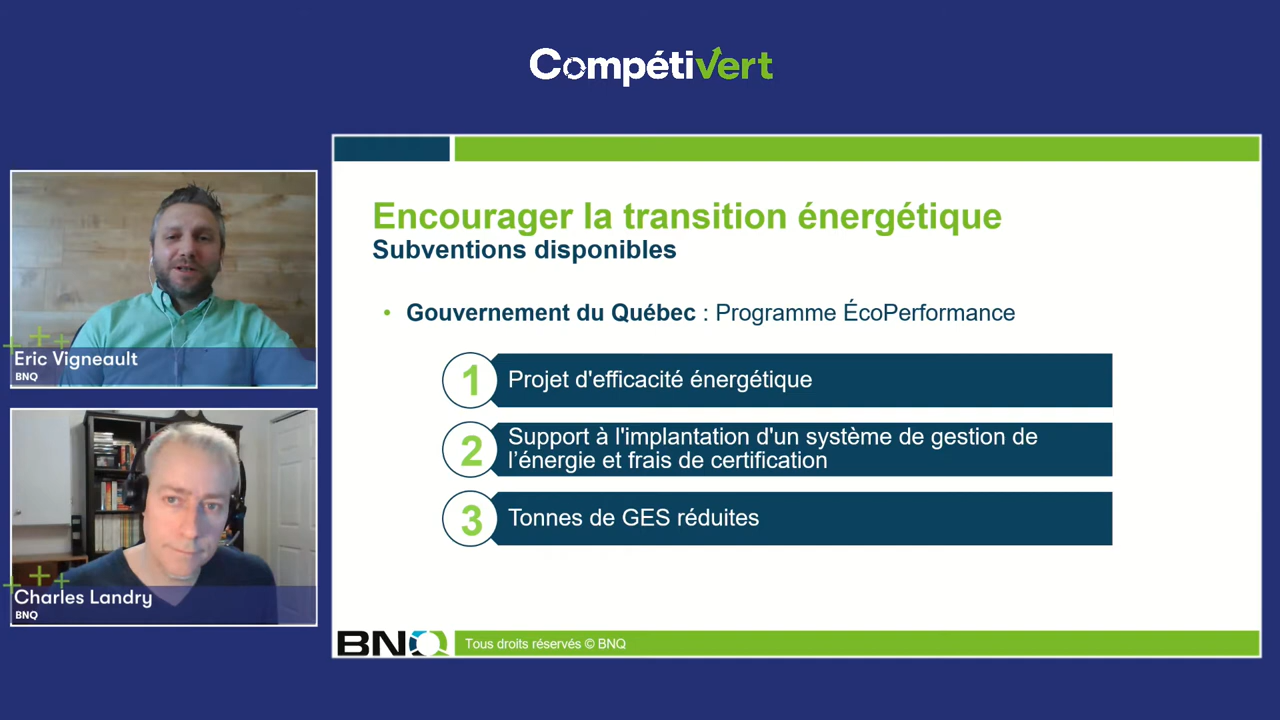 CompétiVert
Encourager la transition énergétique
Subventions disponibles
• Gouvernement du Québec : Programme ÉcoPerformance
1 Projet d'efficacité énergétique
2 Support à l'implantation d'un système de gestion de
l’énergie et frais de certification
3 Tonnes de GES réduites
BNQ Tous droits réservés © BNQ
Eric Vigneault
BNQ
Charles Landry
BNQ